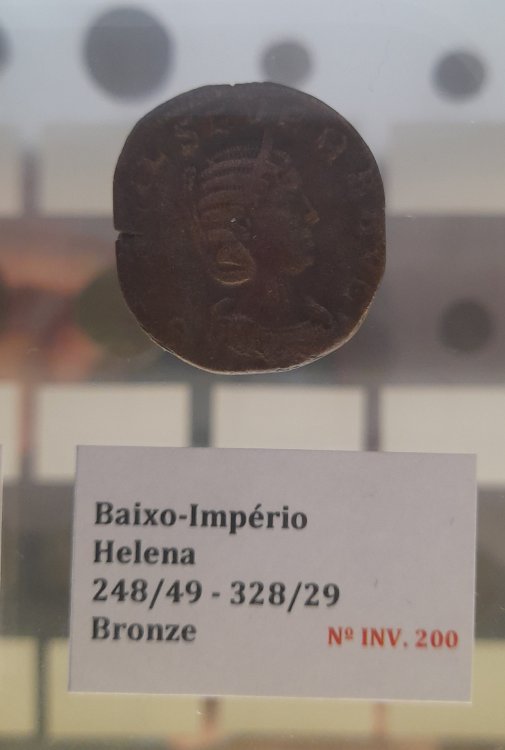 Baixo-Império
Helena
248/49 - 328/29
Bronze
Nº INV. 200